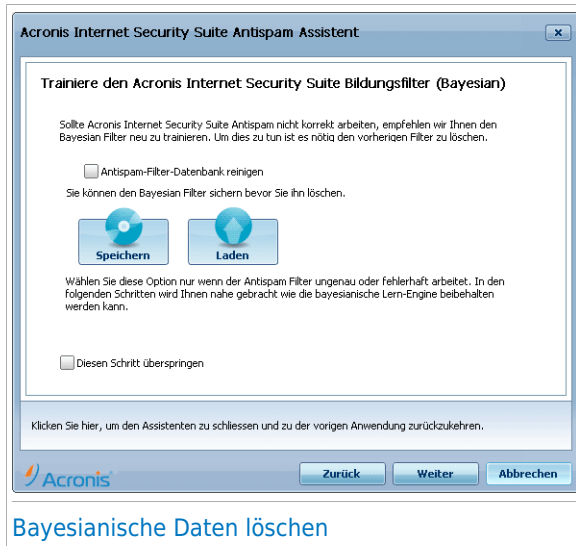 Acronis Internet Security Suite Antispam Assistent
x
Trainiere den Acronis Internet Security Suite Bildungsfilter (Bayesian)
Sollte Acronis Internet Security Suite Antispam nicht korrekt arbeiten, empfehlen wir Ihnen den
Bayesian Filter neu zu trainieren. Um dies zu tun ist es nötig den vorherigen Filter zu löschen.
Antispam-Filter-Datenbank reinigen
Sie können den Bayesian Filter sichern bevor Sie ihn löschen.
Speichern Laden
Wählen Sie diese Option nur wenn der Antispam Filter ungenau oder fehlerhaft arbeitet. In den
folgenden Schritten wird Ihnen nahe gebracht wie die bayesianische Lern-Engine beibehalten
werden kann.
Diesen Schritt überspringen
Klicken Sie hier, um den Assistenten zu schliessen und zu der vorigen Anwendung zurückzukehren.
Acronis Zurück Weiter Abbrechen
Bayesianische Daten löschen